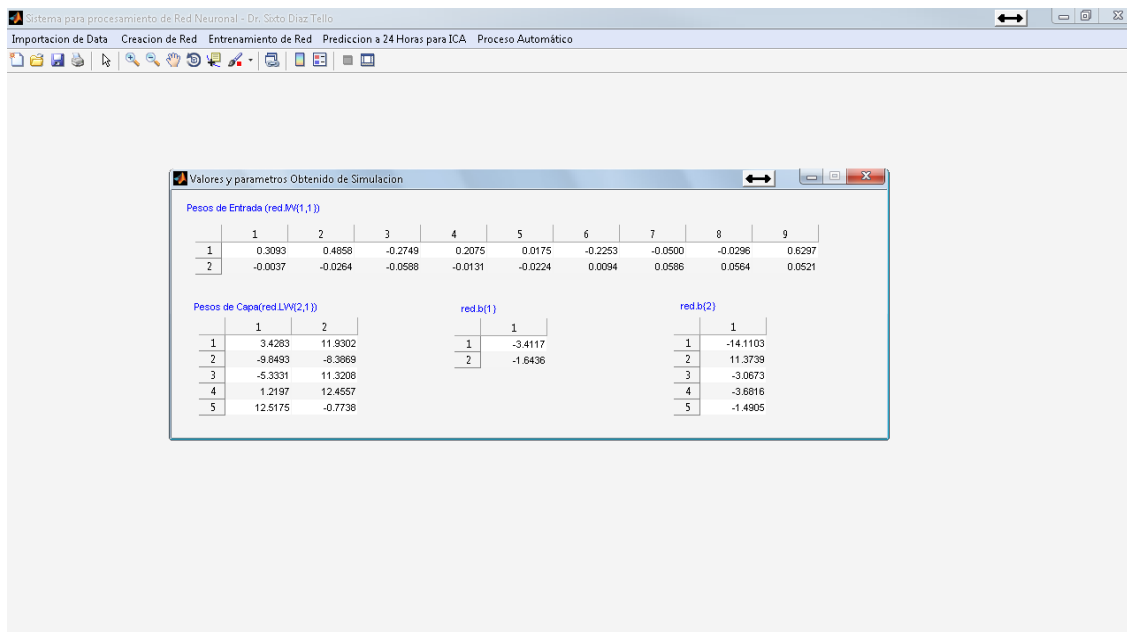 Sistema para procesamiento de Red Neuronal - Dr. Sixto Diaz Tello
Importacion de Data Creacion de Red Entrenamiento de Red Prediccion a 24 Horas para ICA Proceso Automático
Valores y parametros Obtenido de Simulacion
Pesos de Entrada (red.IW{1,1})
1 2 3 4 5 6 7 8 9
1 0.3093 0.4858 -0.2749 0.2075 0.0175 -0.2253 -0.0500 -0.0296 0.6297
2 -0.0037 -0.0264 -0.0588 -0.0131 -0.0224 0.0094 0.0586 0.0564 0.0521
Pesos de Capa(red.LW{2,1})
1 2
1 3.4283 11.9302
2 -9.8493 -8.3869
3 -5.3331 11.3208
4 1.2197 12.4557
5 12.5175 -0.7738
red.b{1}
1
1 -3.4117
2 -1.6436
red.b{2}
1
1 -14.1103
2 11.3739
3 -3.0673
4 -3.6816
5 -1.4905